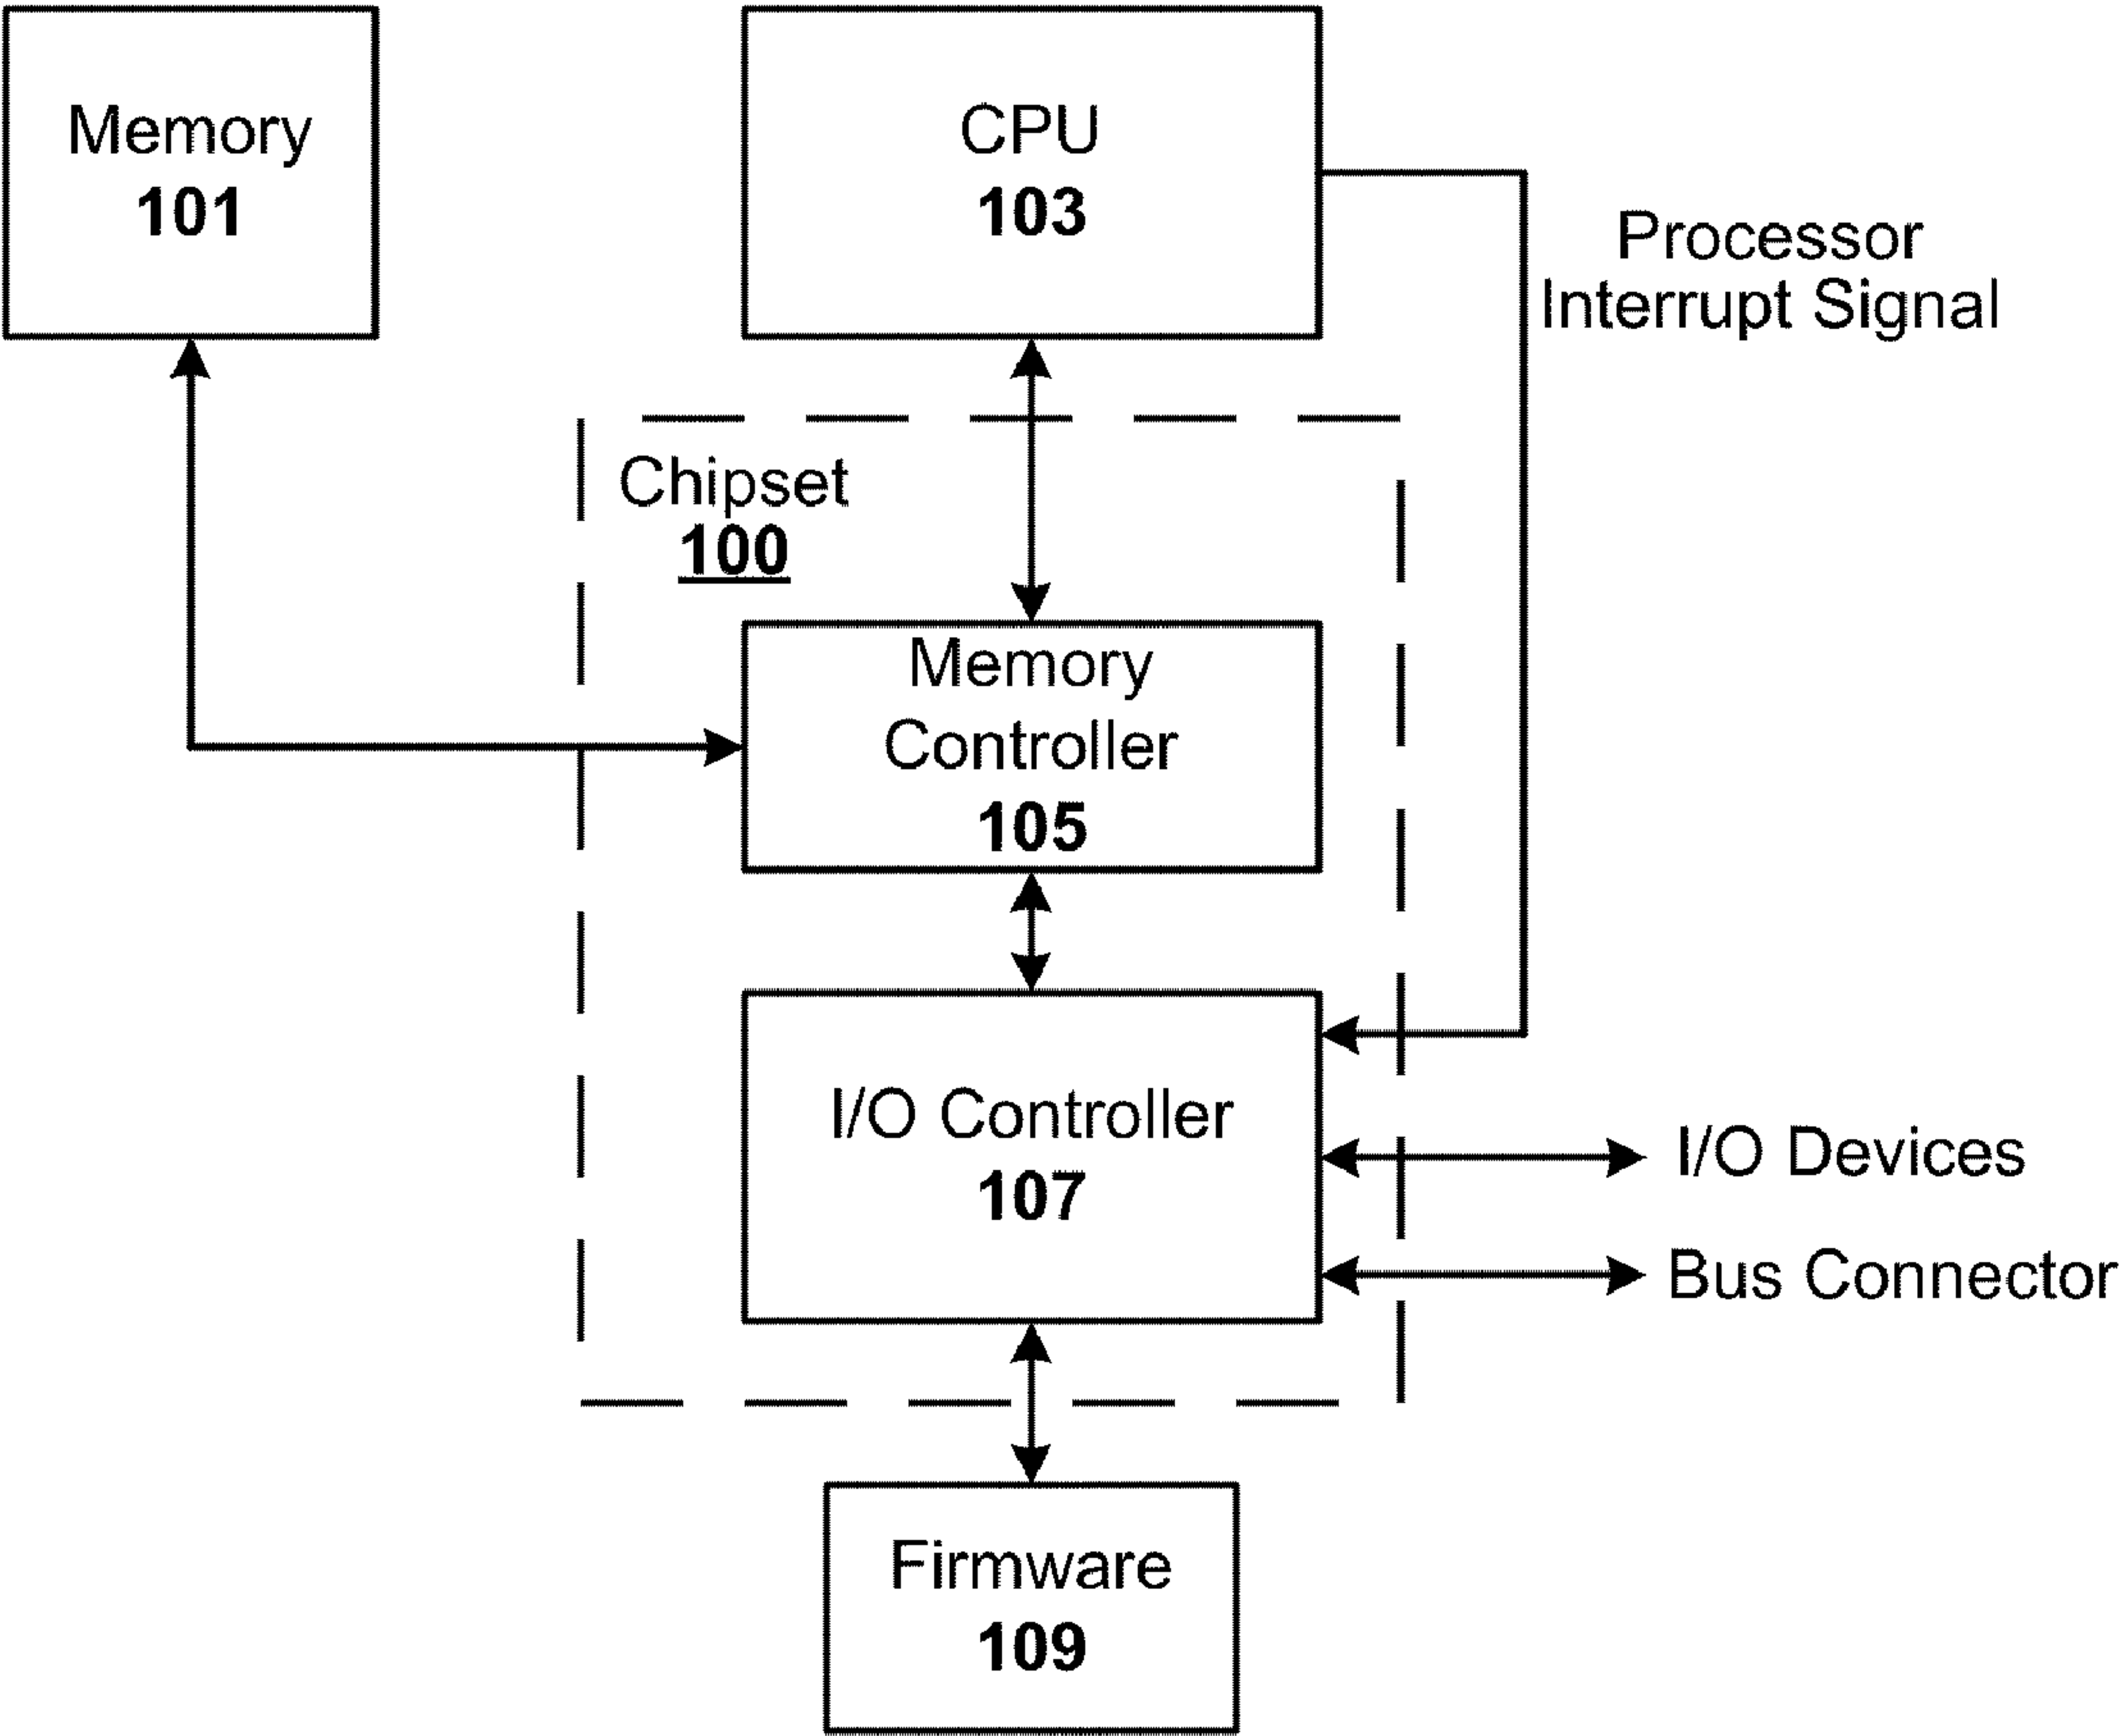 Memory
101
CPU
103
Processor
Interrupt Signal
Chipset
100
Memory
Controller
105
I/O Controller
107
I/O Devices
Bus Connector
Firmware
109